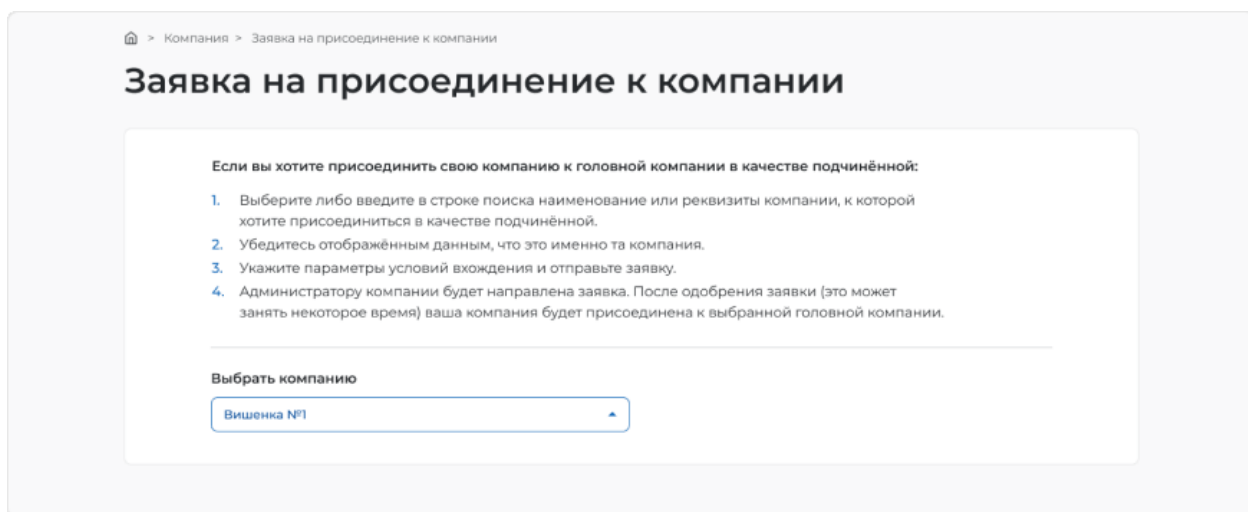 > Компания > Заявка на присоединение к компании
Заявка на присоединение к компании
Если вы хотите присоединить свою компанию к головной компании в качестве подчинённой:
1. Выберите либо введите в строке поиска наименование или реквизиты компании, к которой
хотите присоединиться в качестве подчинённой.
2. Убедитесь отображённым данным, что это именно та компания.
3. Укажите параметры условий вхождения и отправьте заявку.
4. Администратору компании будет направлена заявка. После одобрения заявки (это может
занять некоторое время) ваша компания будет присоединена к выбранной головной компании.
Выбрать компанию
Вишенка №1